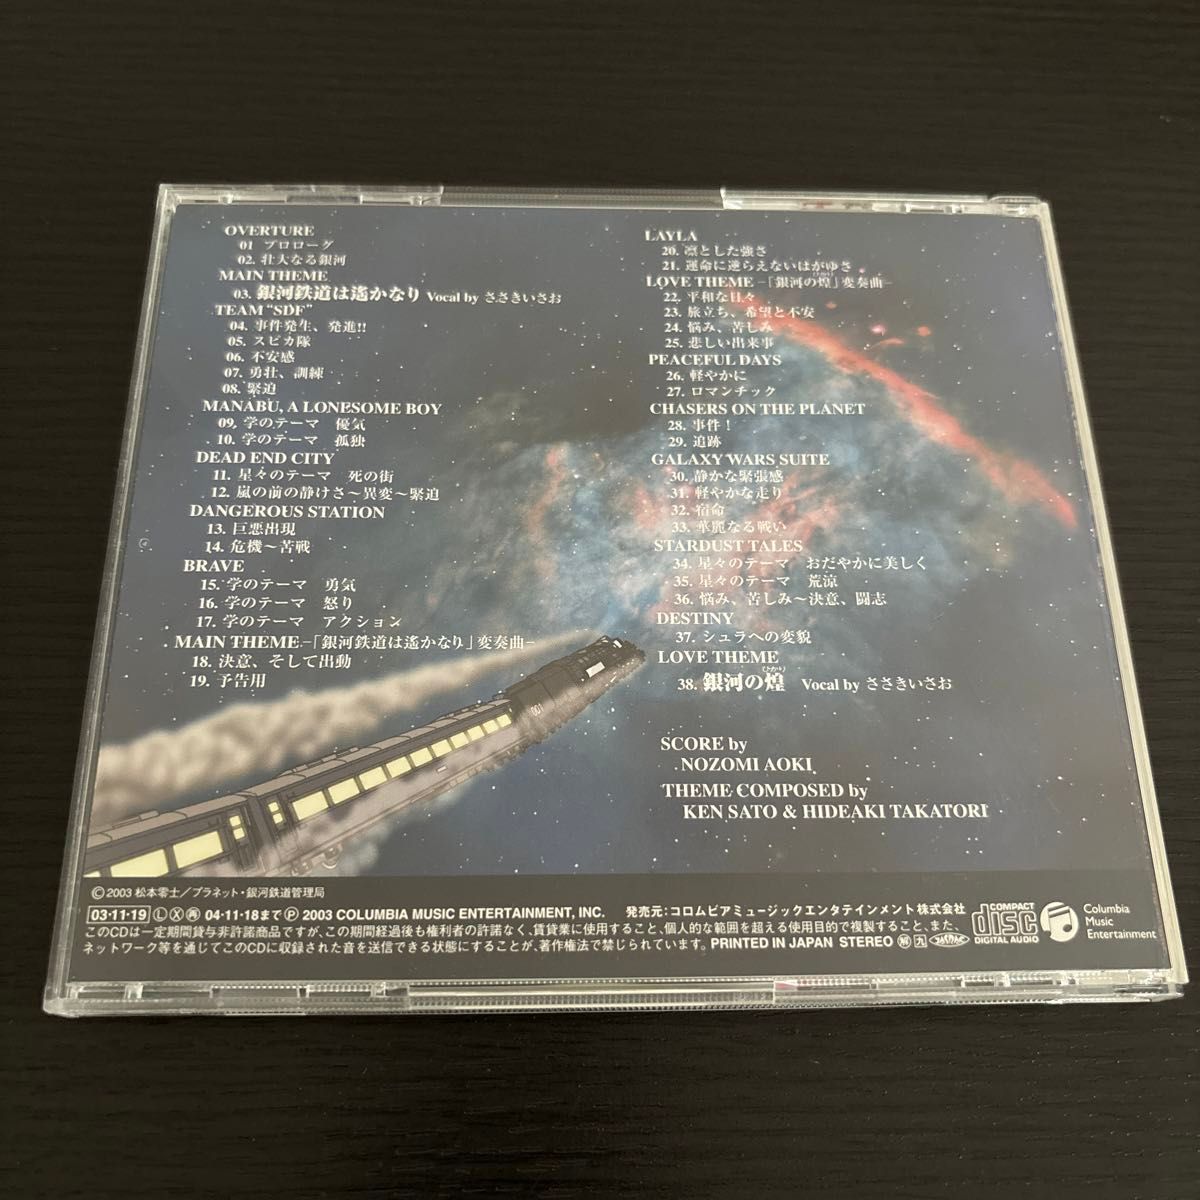 OVERTURE
01 プロローグ
02. 壮大なる銀河
MAIN THEME
03. 銀河鉄道は遙かなり Vocal by ささきいさお
TEAM "SDF"
04. 事件発生、発進!!
05. スピカ隊
06. 不安感
07. 勇壮、訓練
08. 緊迫
MANABU, A LONESOME BOY
09. 学のテーマ 優気
10. 学のテーマ 孤独
DEAD END CITY
11. 星々のテーマ 死の街
12. 嵐の前の静けさ〜異変〜緊迫
DANGEROUS STATION
13. 巨悪出現
14. 危機〜苦戦
BRAVE
15. 学のテーマ 勇気
16. 学のテーマ 怒り
17. 学のテーマ アクション
MAIN THEME –「銀河鉄道は遙かなり」変奏曲–
18. 決意、そして出動
19. 予告用
LAYLA
20. 凛とした強さ
21. 運命に逆らえないはがゆさ
ひかり
LOVE THEME –「銀河の煌」変奏曲–
22. 平和な日々
23. 旅立ち、希望と不安
24. 悩み、苦しみ
25. 悲しい出来事
PEACEFUL DAYS
26. 軽やかに
27. ロマンチック
CHASERS ON THE PLANET
28. 事件！
29. 追跡
GALAXY WARS SUITE
30. 静かな緊張感
31. 軽やかな走り
32. 宿命
33. 華麗なる戦い
STARDUST TALES
34. 星々のテーマ おだやかに美しく
35. 星々のテーマ 荒涼
36. 悩み、苦しみ〜決意、闘志
DESTINY
37. シュラへの変貌
LOVE THEME
ひかり
38. 銀河の煌 Vocal by ささきいさお
SCORE by
NOZOMI AOKI
THEME COMPOSED by
KEN SATO & HIDEAKI TAKATORI
001
©2003 松本零士／プラネット・銀河鉄道管理局
03・11・19 Ⓛ Ⓧ 再 04・11・18まで Ⓟ 2003 COLUMBIA MUSIC ENTERTAINMENT, INC. 発売元：コロムビアミュージックエンタテインメント株式会社
このCDは一定期間貸与非許諾商品ですが、この期間経過後も権利者の許諾なく、賃貸業に使用すること、個人的な範囲を超える使用目的で複製すること、また、
ネットワーク等を通じてこのCDに収録された音を送信できる状態にすることが、著作権法で禁じられています。 PRINTED IN JAPAN STEREO 解 九 JASRAC
COMPACT
disc
DIGITAL AUDIO
Columbia
Music
Entertainment